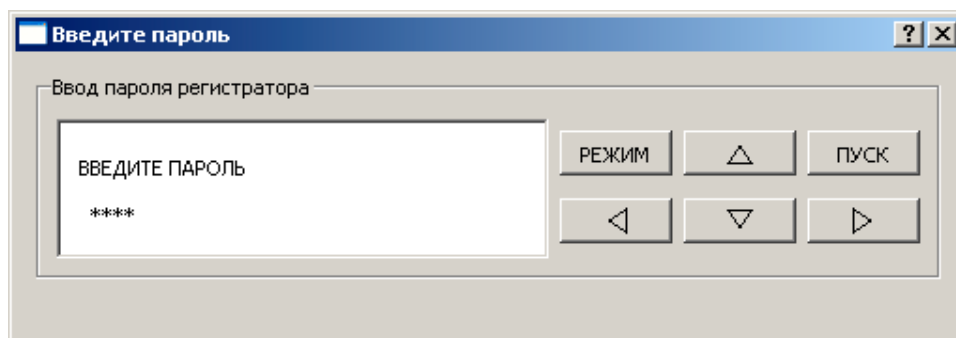 Введите пароль
Ввод пароля регистратора
ВВЕДИТЕ ПАРОЛЬ
****
РЕЖИМ
ПУСК